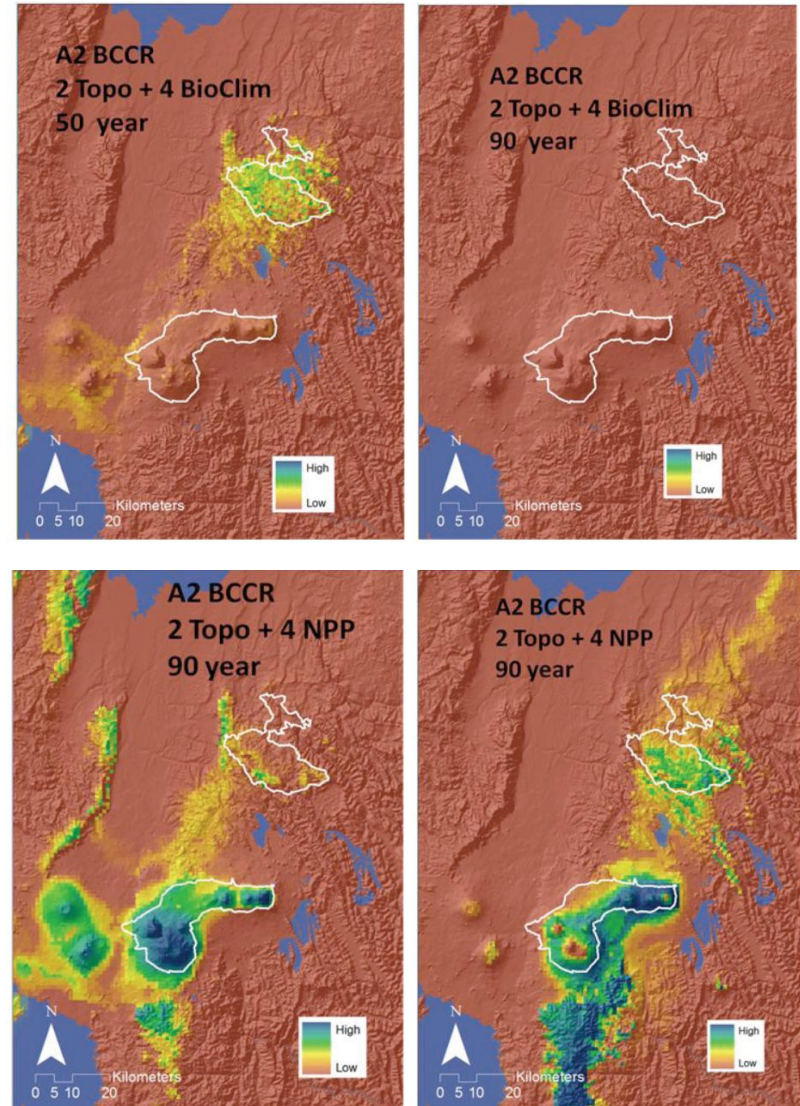 A2 BCCR
2 Topo + 4 BioClim
50 year
N
High
Low
Kilometers
0 5 10 20
A2 BCCR
2 Topo + 4 BioClim
90 year
N
High
Low
Kilometers
0 5 10 20
A2 BCCR
2 Topo + 4 NPP
90 year
N
High
Low
Kilometers
0 5 10 20
A2 BCCR
2 Topo + 4 NPP
90 year
N
High
Low
Kilometers
0 5 10 20